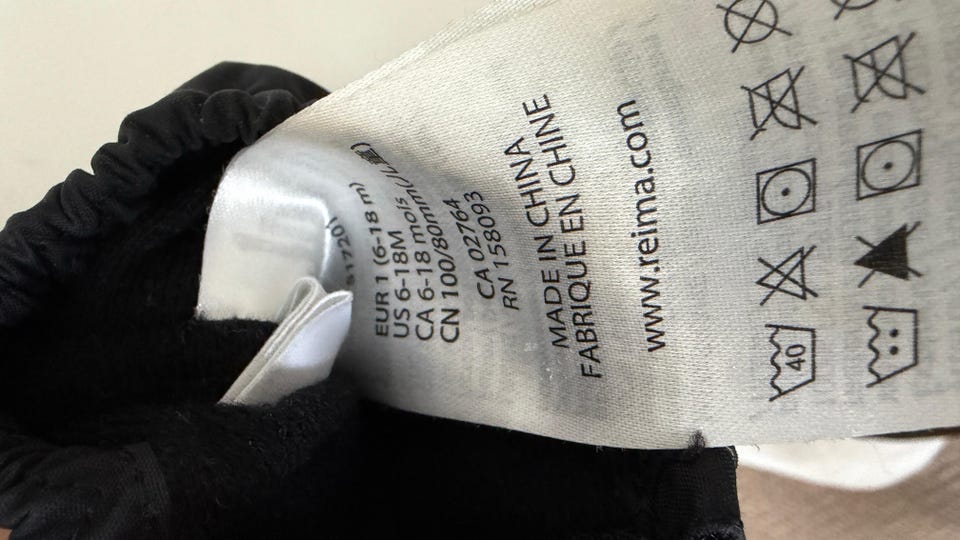 51720)
EUR 1 (6-18 m)
US 6-18M
CA 6-18 mois
CN 100/80mm
CA 02764
RN 158093
MADE IN CHINA
FABRIQUE EN CHINE
www.reima.com
40